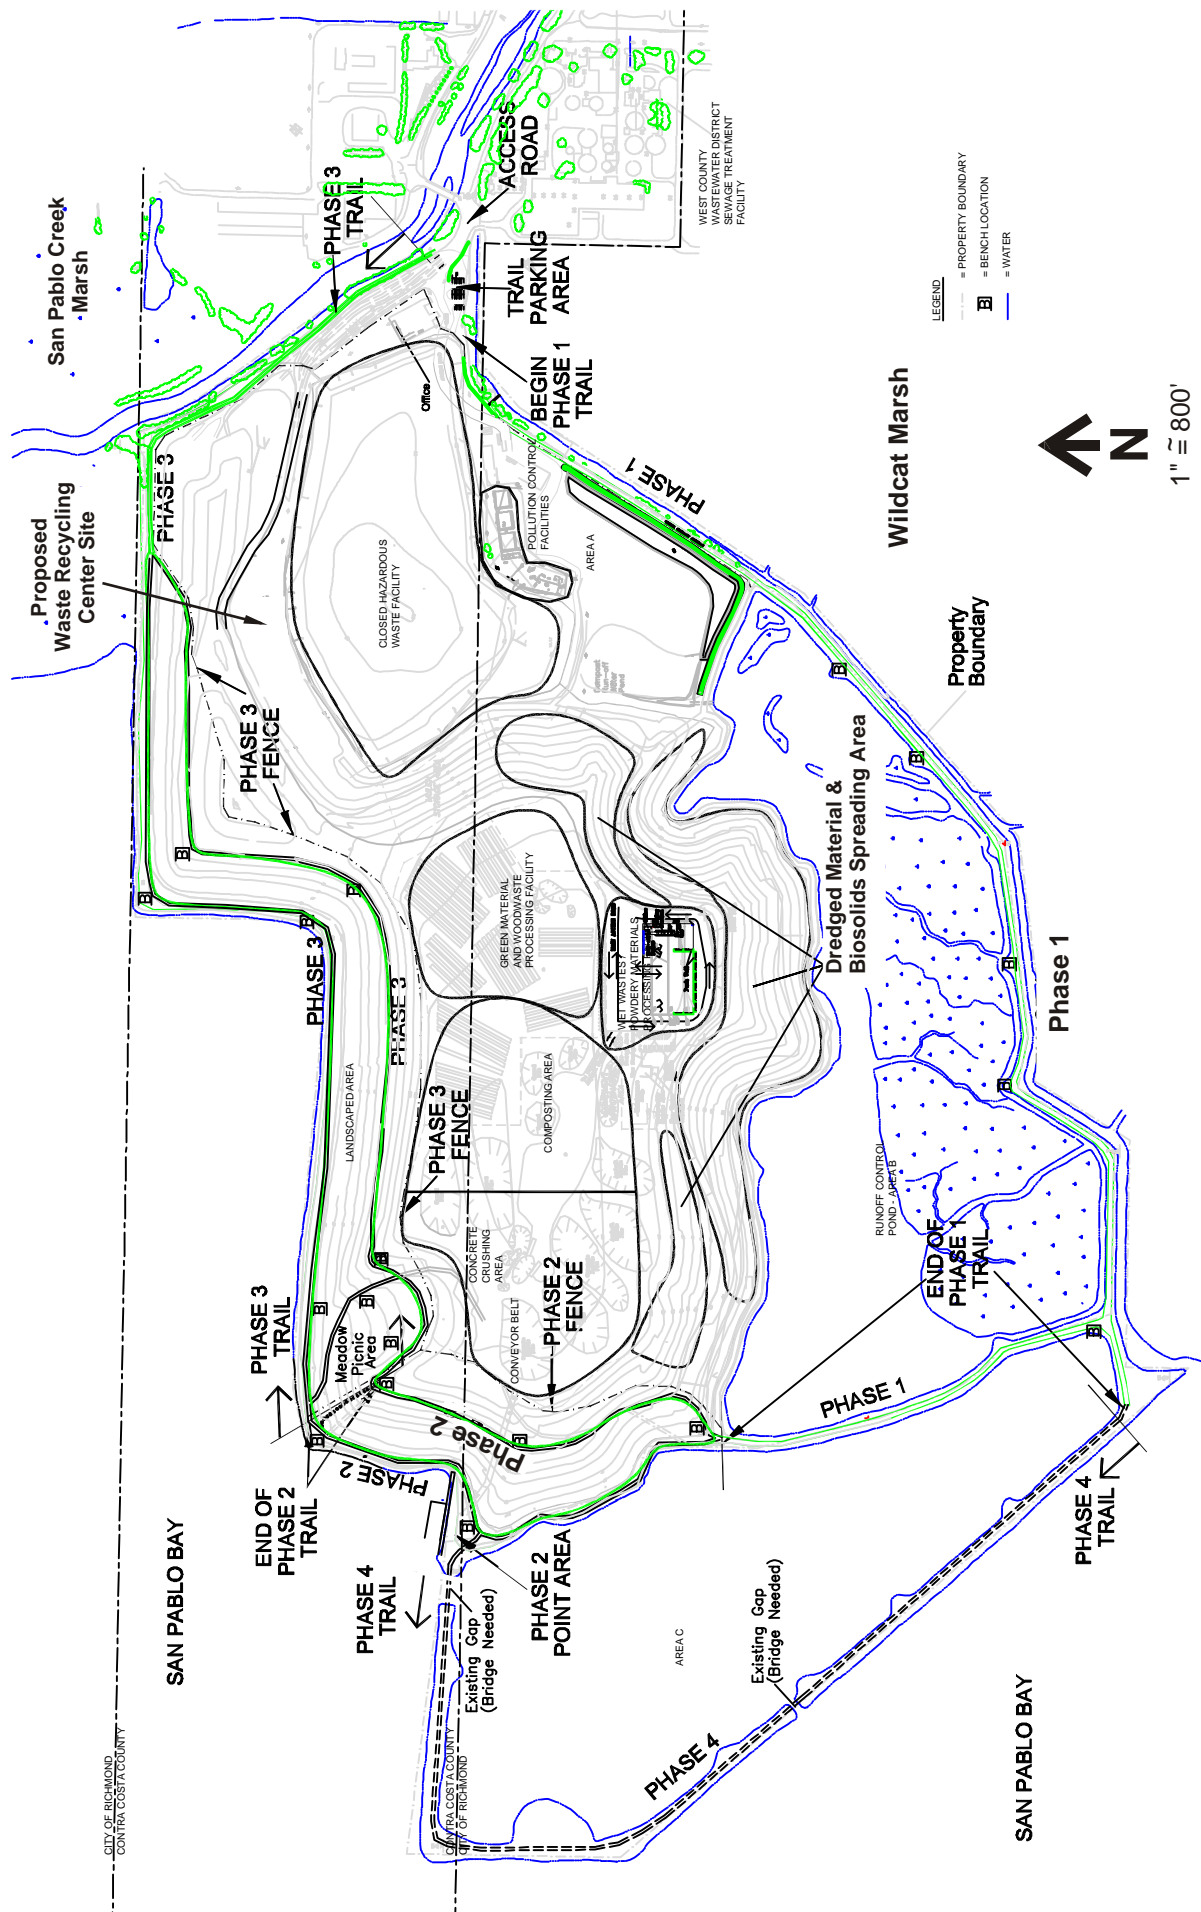 CITY OF RICHMOND
CONTRA COSTA COUNTY
SAN PABLO BAY
END OF
PHASE 2
TRAIL
PHASE 3
TRAIL
PHASE 2
PHASE 4
TRAIL
Existing Gap
(Bridge Needed)
CONTRA COSTA COUNTY
CITY OF RICHMOND
PHASE 2
POINT AREA
Phase 2
Meadow
Picnic
Area
B
B
B
B
B
B
B
B
B
LANDSCAPED AREA
PHASE 3
PHASE 3
PHASE 3
FENCE
CONCRETE
CRUSHING
AREA
CONVEYOR BELT
PHASE 2
FENCE
COMPOSTING AREA
GREEN MATERIAL
AND WOODWASTE
PROCESSING FACILITY
WET WASTES /
POWDERY MATERIALS
PROCESSING
B
B
B
PHASE 3
FENCE
Proposed
Waste Recycling
Center Site
PHASE 3
CLOSED HAZARDOUS
WASTE FACILITY
San Pablo Creek
Marsh
PHASE 3
TRAIL
Office
POLLUTION CONTROL
FACILITIES
AREA A
BEGIN
PHASE 1
TRAIL
TRAIL
PARKING
AREA
ACCESS
ROAD
WEST COUNTY
WASTEWATER DISTRICT
SEWAGE TREATMENT
FACILITY
PHASE 1
Wildcat Marsh
Property
Boundary
Dredged Material &
Biosolids Spreading Area
B
B
B
B
B
Phase 1
RUNOFF CONTROL
POND - AREA B
END OF
PHASE 1
TRAIL
PHASE 1
AREA C
Existing Gap
(Bridge Needed)
PHASE 4
PHASE 4
TRAIL
SAN PABLO BAY
LEGEND
= PROPERTY BOUNDARY
B = BENCH LOCATION
= WATER
N
1" ≅ 800'